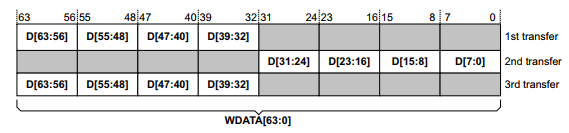 63 56 55 48 47 40 39 32 31 24 23 16 15 8 7 0
D[63:56] D[55:48] D[47:40] D[39:32] 1st transfer
D[31:24] D[23:16] D[15:8] D[7:0] 2nd transfer
D[63:56] D[55:48] D[47:40] D[39:32] 3rd transfer
WDATA[63:0]